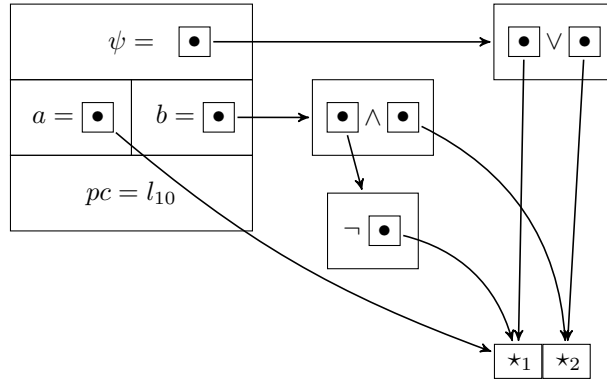 ψ = • • ∨ •
a = • b = • • ∧ •
pc = l₁₀
¬ •
⋆₁ ⋆₂